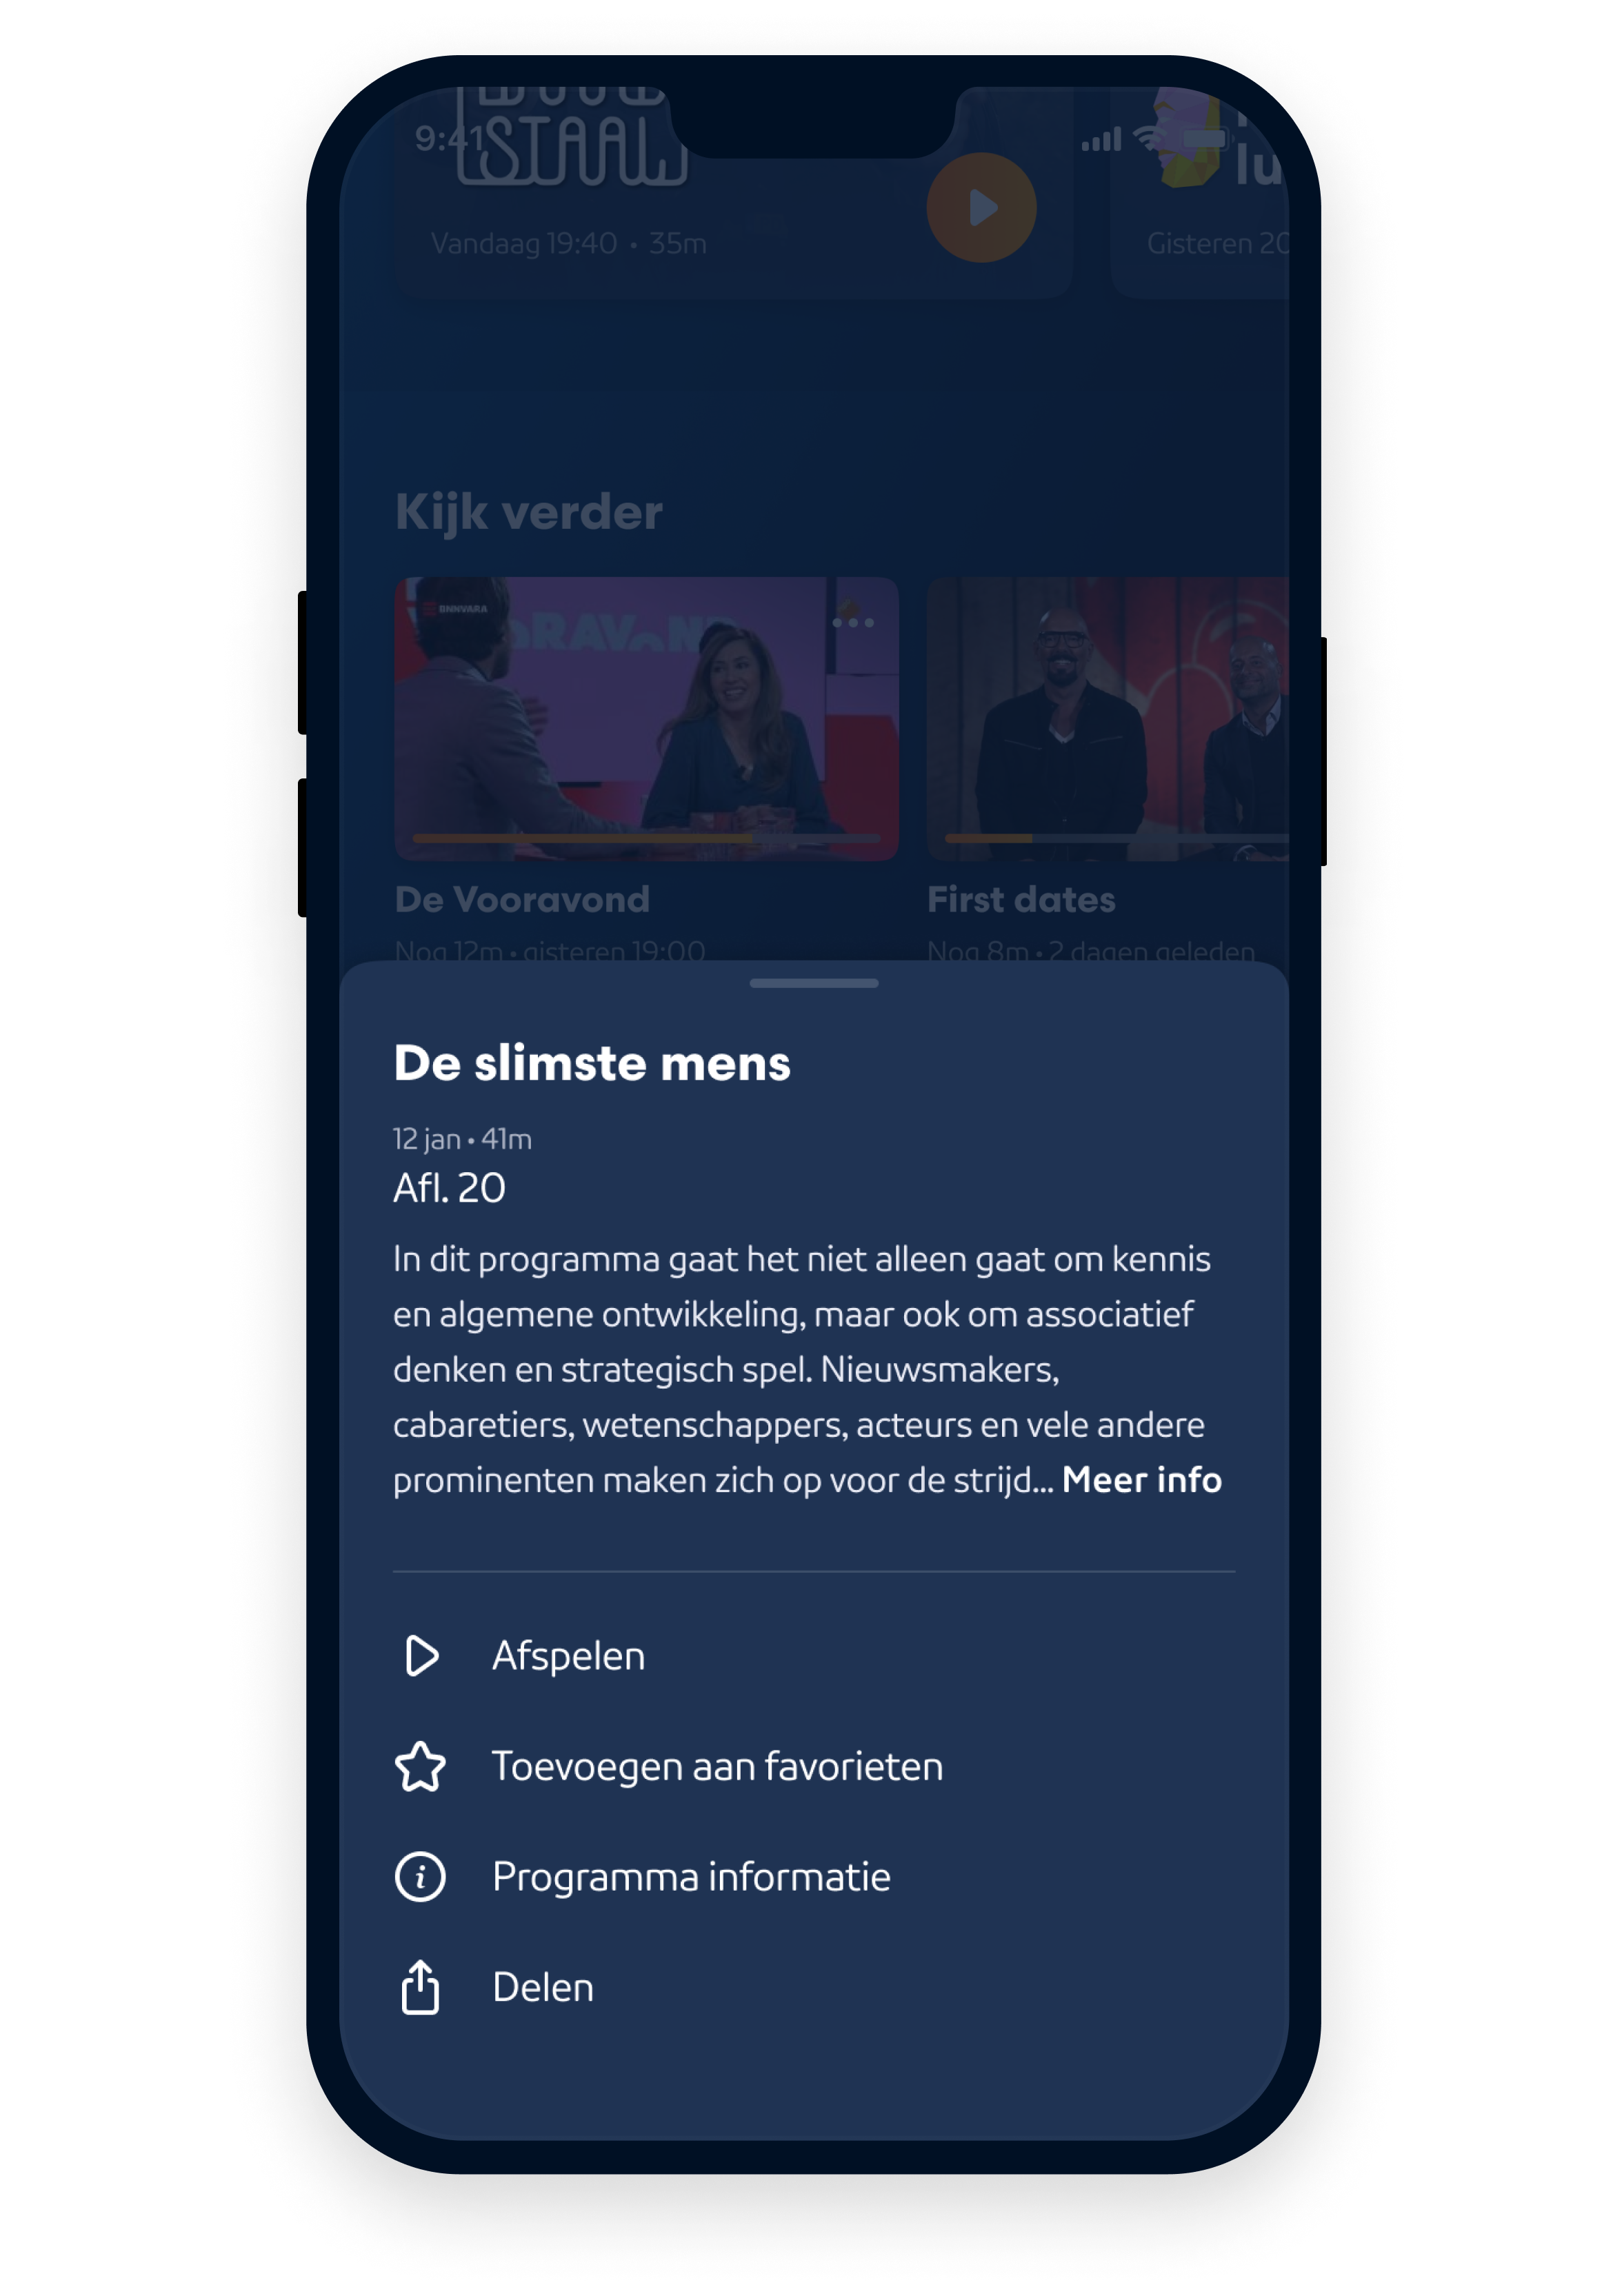 9:41
STAAL
lu
Vandaag 19:40 • 35m
Gisteren 20
Kijk verder
BNNVARA
ORAVOND
De Vooravond
First dates
Nog 12m • gisteren 19:00
Nog 8m • 2 dagen geleden
De slimste mens
12 jan • 41m
Afl. 20
In dit programma gaat het niet alleen gaat om kennis
en algemene ontwikkeling, maar ook om associatief
denken en strategisch spel. Nieuwsmakers,
cabaretiers, wetenschappers, acteurs en vele andere
prominenten maken zich op voor de strijd... Meer info
Afspelen
Toevoegen aan favorieten
Programma informatie
Delen